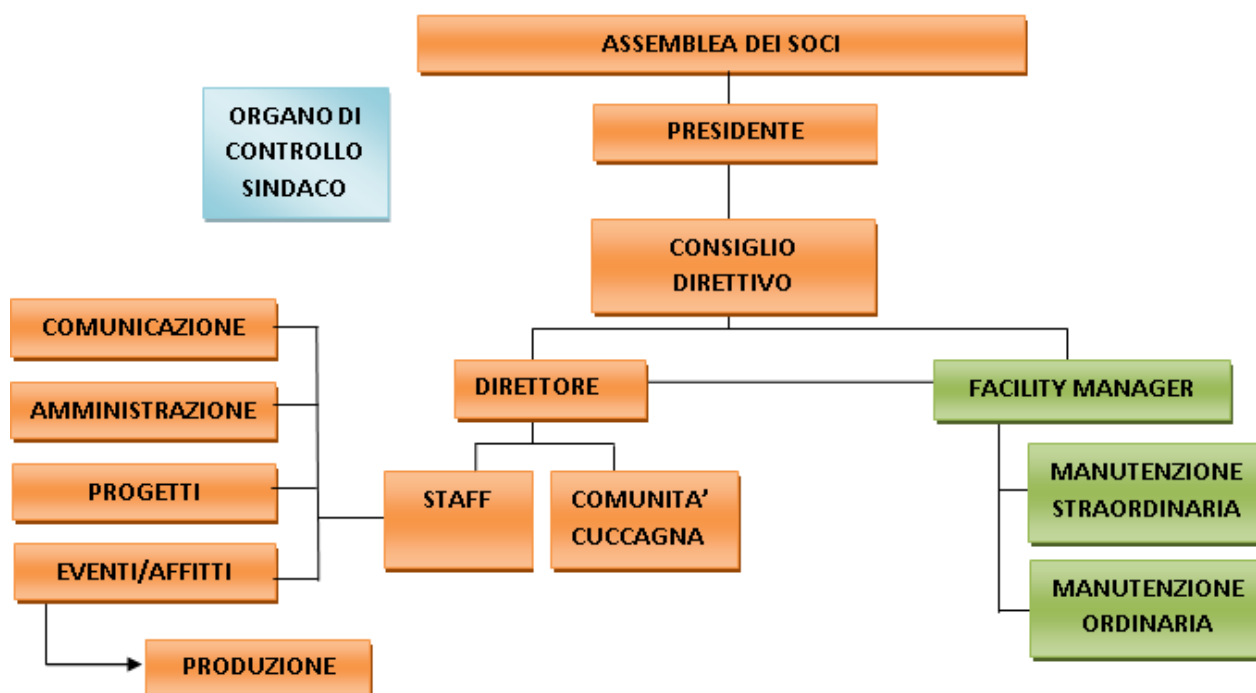 ASSEMBLEA DEI SOCI
ORGANO DI
CONTROLLO
SINDACO
PRESIDENTE
CONSIGLIO
DIRETTIVO
COMUNICAZIONE
DIRETTORE
FACILITY MANAGER
AMMINISTRAZIONE
PROGETTI
STAFF
COMUNITA’
CUCCAGNA
MANUTENZIONE
STRAORDINARIA
EVENTI/AFFITTI
MANUTENZIONE
ORDINARIA
PRODUZIONE